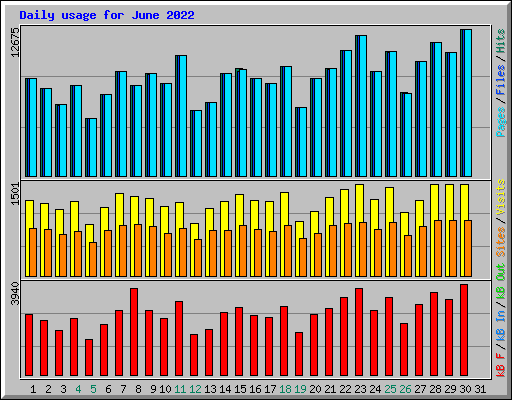 Daily usage for June 2022
12675
Pages / Files / Hits
1501
Sites / Visits
3940
kB F / kB In / kB Out
1 2 3 4 5 6 7 8 9 10 11 12 13 14 15 16 17 18 19 20 21 22 23 24 25 26 27 28 29 30 31